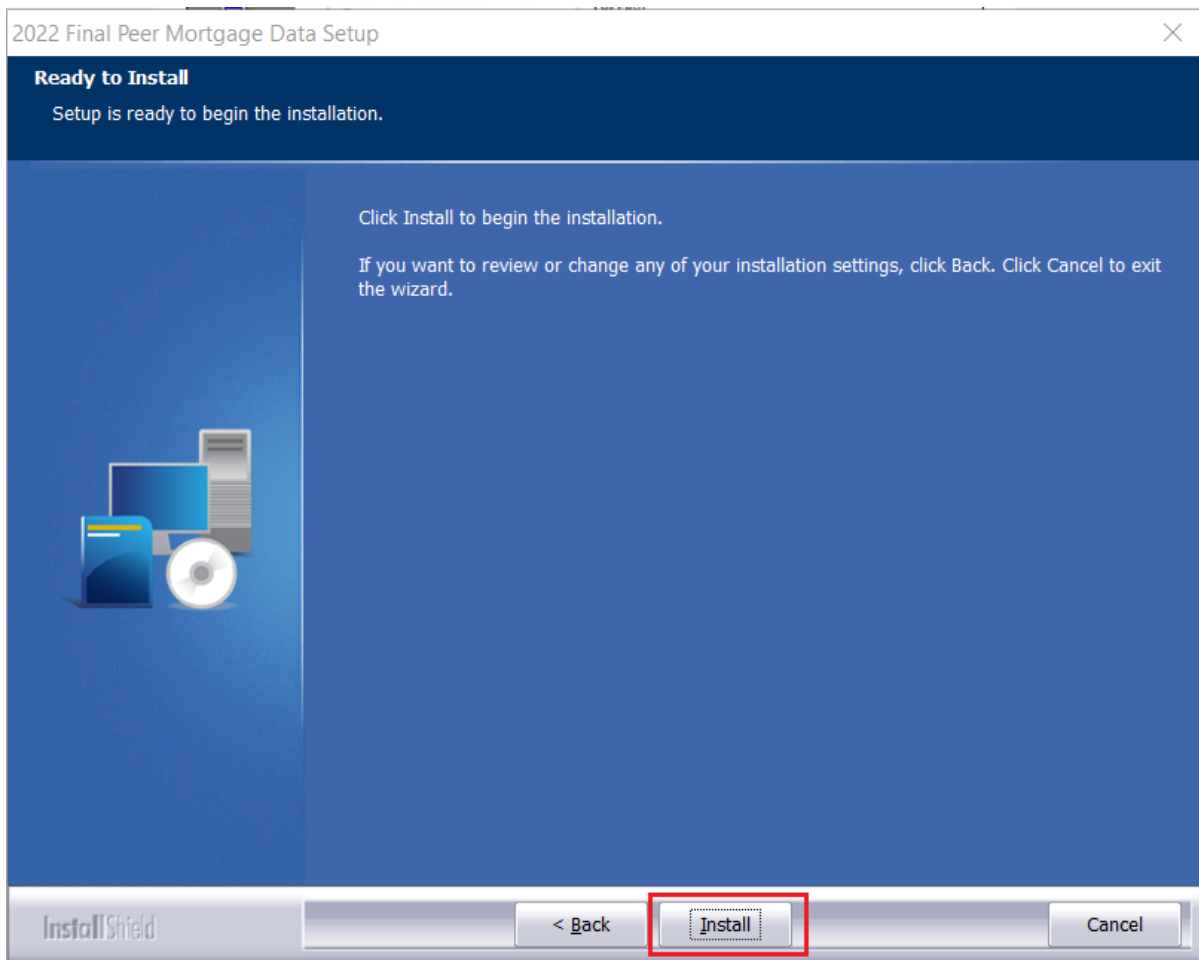 2022 Final Peer Mortgage Data Setup
Ready to Install
Setup is ready to begin the installation.
Click Install to begin the installation.
If you want to review or change any of your installation settings, click Back. Click Cancel to exit
the wizard.
InstallShield
< Back
Install
Cancel